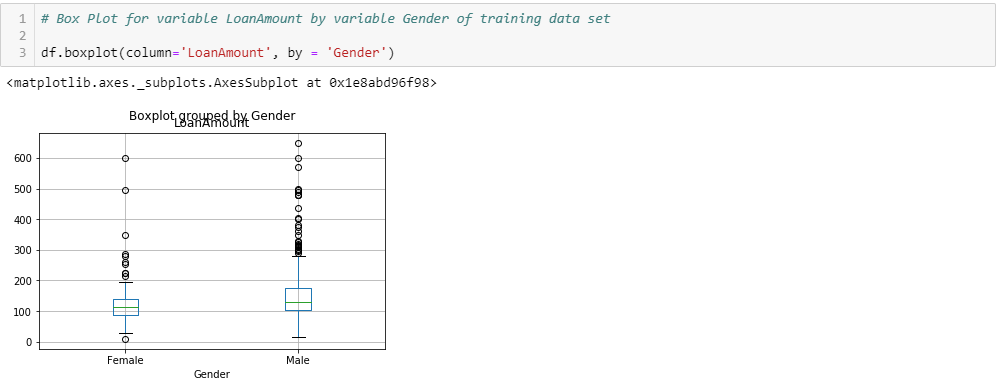 1 # Box Plot for variable LoanAmount by variable Gender of training data set
2
3 df.boxplot(column='LoanAmount', by = 'Gender')
<matplotlib.axes._subplots.AxesSubplot at 0x1e8abd96f98>
Boxplot grouped by Gender
LoanAmount
600
500
400
300
200
100
0
Female Male
Gender